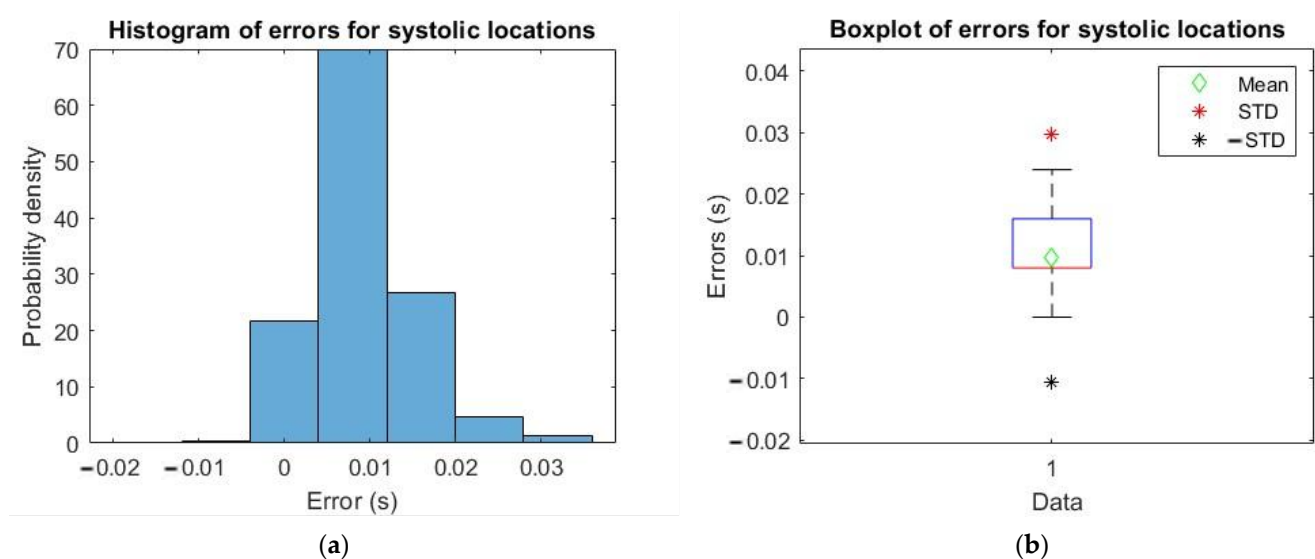 Histogram of errors for systolic locations
70
60
50
40
30
20
10
0
Probability density
−0.02 −0.01 0 0.01 0.02 0.03
Error (s)
(a)
Boxplot of errors for systolic locations
0.04
0.03
0.02
0.01
0
−0.01
−0.02
Errors (s)
Mean
STD
−STD
1
Data
(b)